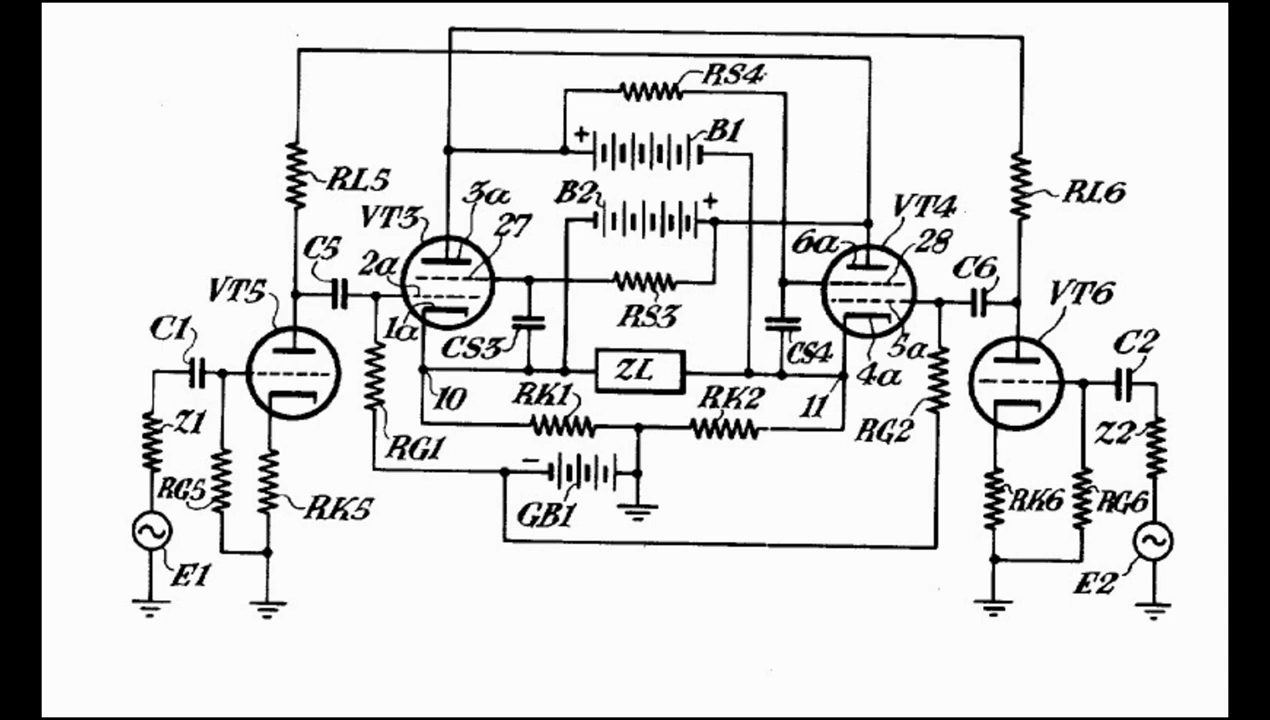 RS4
+ B1
RL5
B2 +
3a
VT3 27
VT4
RL6
6a 28
C5
2a
C6
VT5
RS3
VT6
1a
C1
CS3
ZL
CS4
5a
4a
C2
10
RK1
RK2
11
Z1
RG1
RG2
Z2
−
RG5
RK5
GB1
RK6
RG6
E1
E2